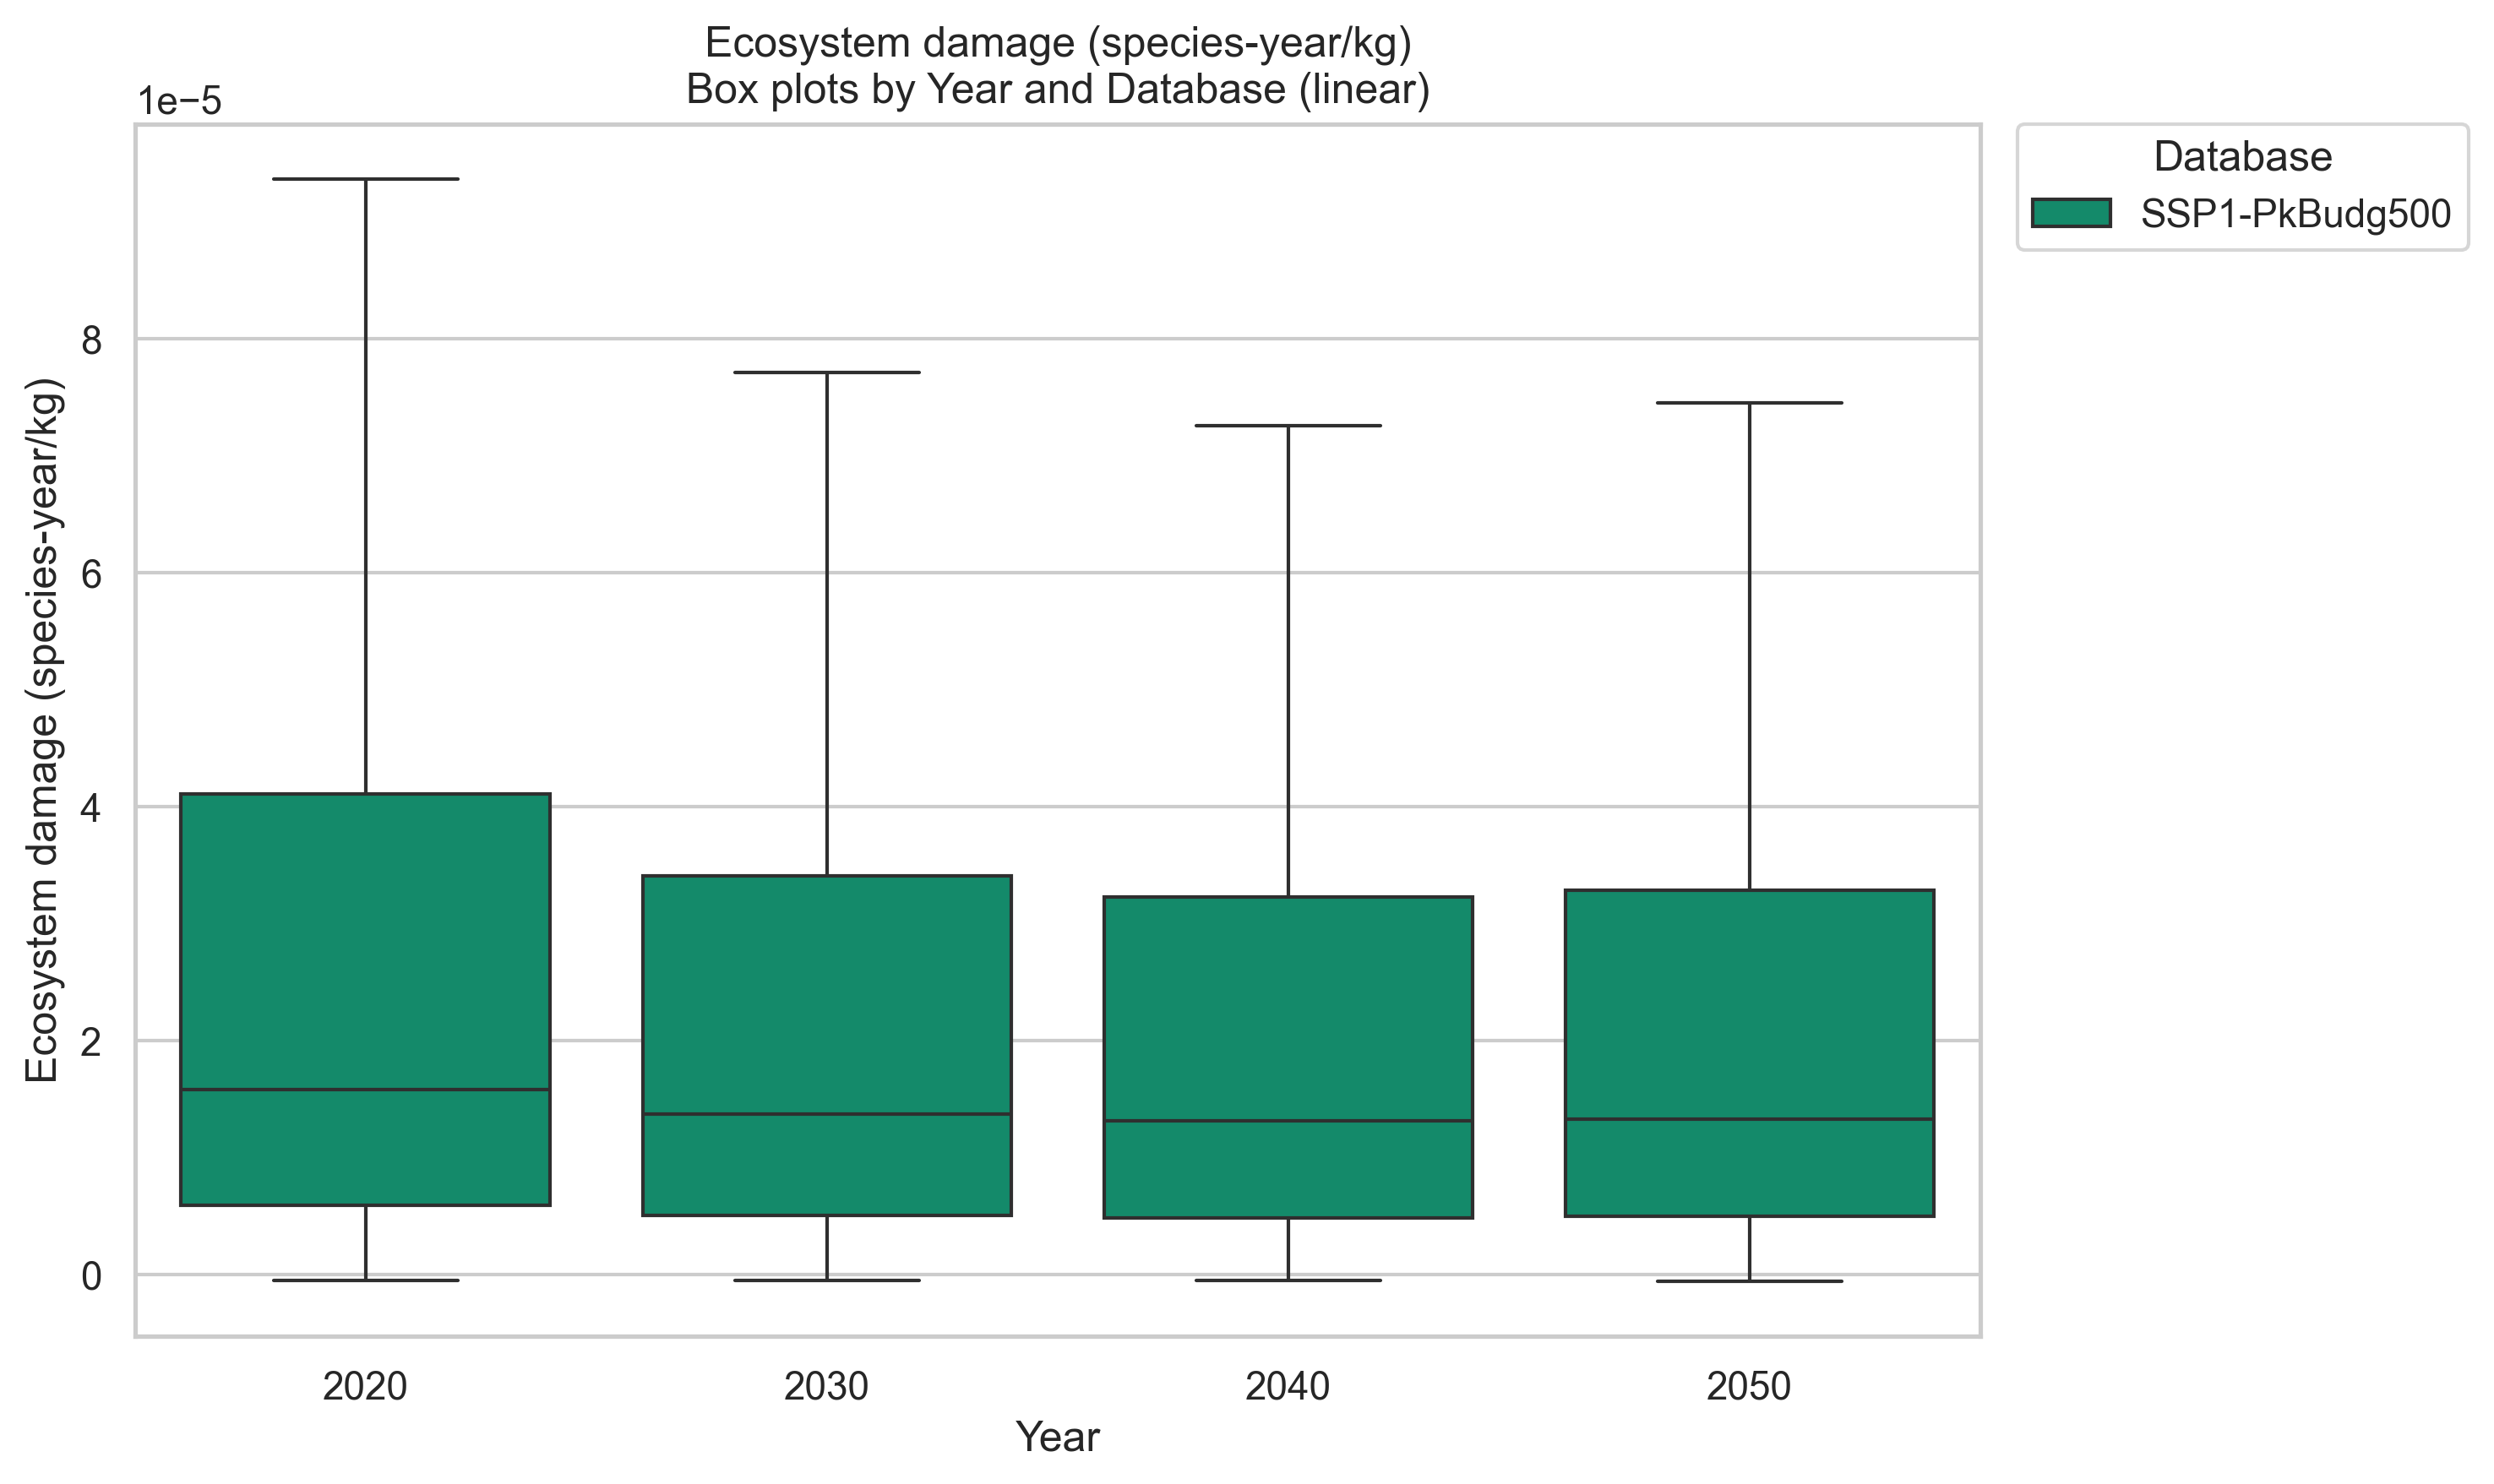 Ecosystem damage (species-year/kg)
Box plots by Year and Database (linear)
1e−5
Database
SSP1-PkBudg500
Ecosystem damage (species-year/kg)
8
6
4
2
0
2020
2030
2040
2050
Year